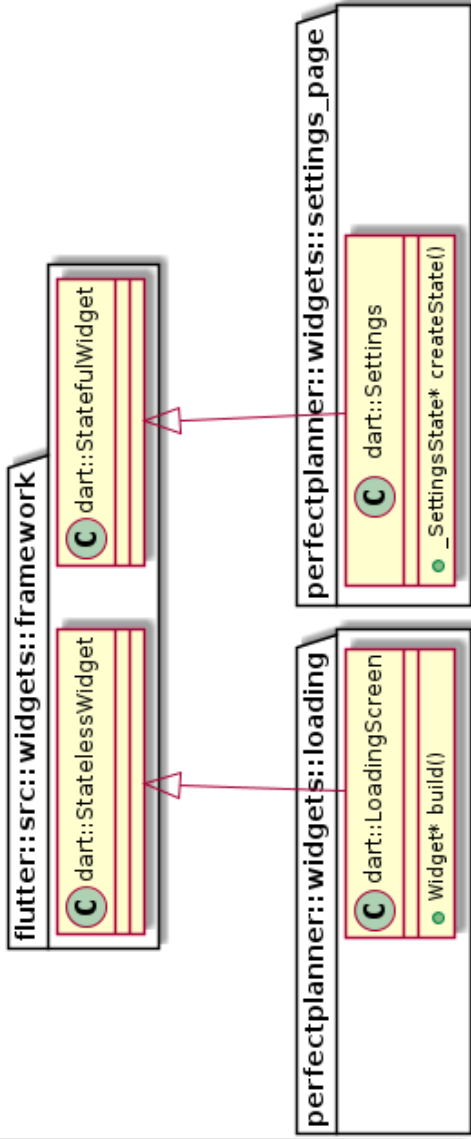 flutter::src::widgets::framework
C dart::StatelessWidget
C dart::StatefulWidget
perfectplanner::widgets::loading
C dart::LoadingScreen
Widget* build()
perfectplanner::widgets::settings_page
C dart::Settings
_SettingsState* createState()